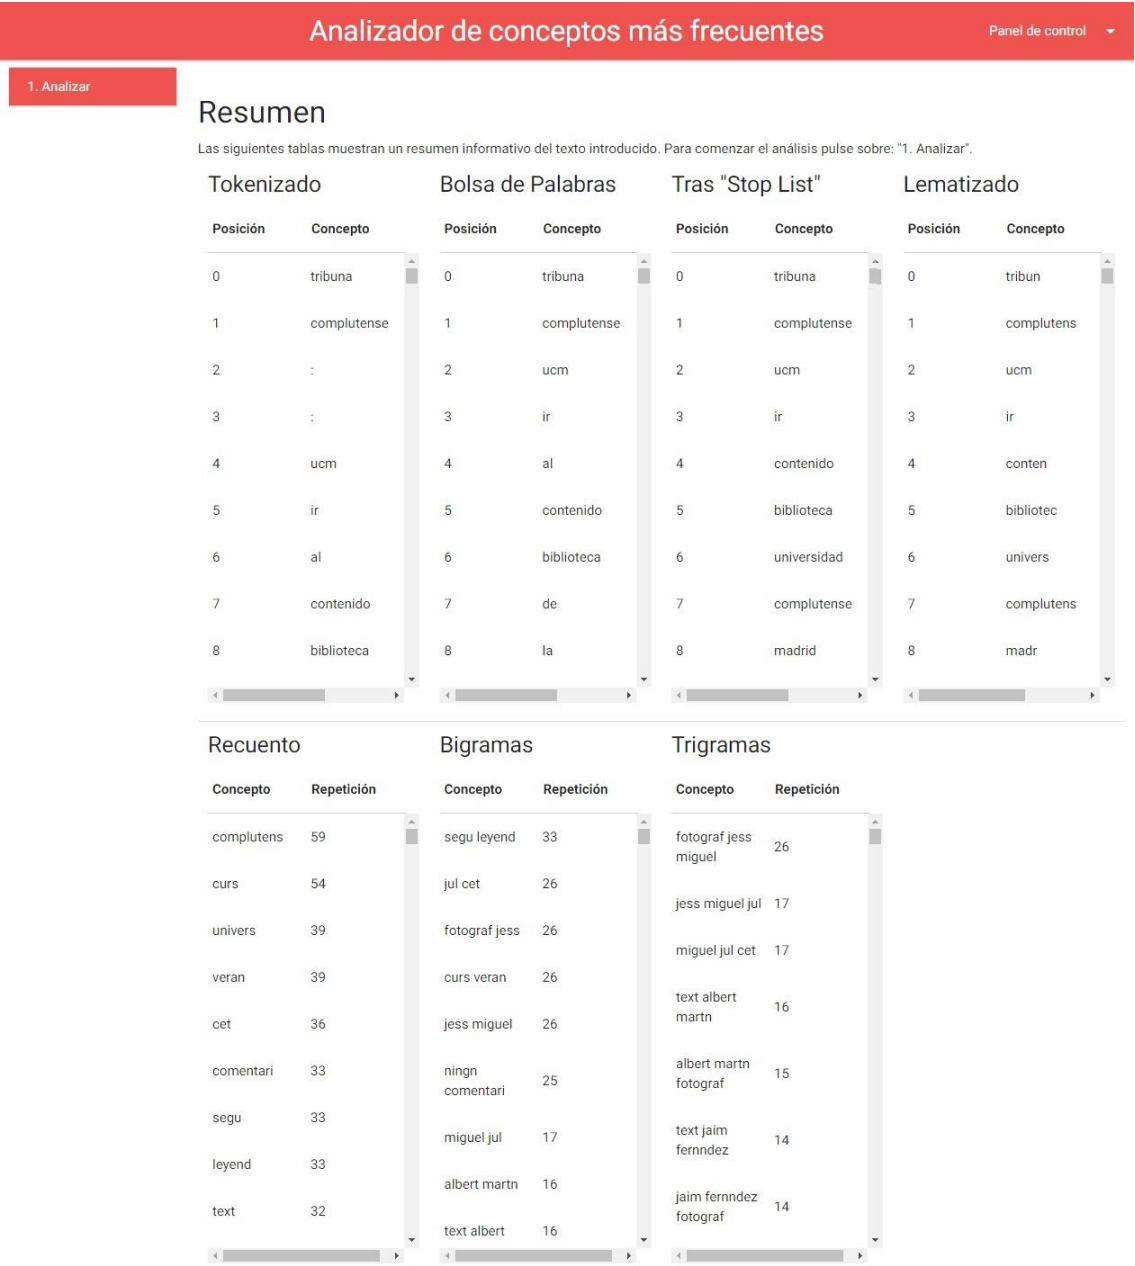 Analizador de conceptos más frecuentes
Panel de control
1. Analizar
Resumen
Las siguientes tablas muestran un resumen informativo del texto introducido. Para comenzar el análisis pulse sobre: "1. Analizar".
Tokenizado
Posición Concepto
0 tribuna
1 complutense
2 :
3 :
4 ucm
5 ir
6 al
7 contenido
8 biblioteca
Bolsa de Palabras
Posición Concepto
0 tribuna
1 complutense
2 ucm
3 ir
4 al
5 contenido
6 biblioteca
7 de
8 la
Tras "Stop List"
Posición Concepto
0 tribuna
1 complutense
2 ucm
3 ir
4 contenido
5 biblioteca
6 universidad
7 complutense
8 madrid
Lematizado
Posición Concepto
0 tribun
1 complutens
2 ucm
3 ir
4 conten
5 bibliotec
6 univers
7 complutens
8 madr
Recuento
Concepto Repetición
complutens 59
curs 54
univers 39
veran 39
cet 36
comentari 33
segu 33
leyend 33
text 32
Bigramas
Concepto Repetición
segu leyend 33
jul cet 26
fotograf jess 26
curs veran 26
jess miguel 26
ningn
comentari 25
miguel jul 17
albert martn 16
text albert 16
Trigramas
Concepto Repetición
fotograf jess
miguel 26
jess miguel jul 17
miguel jul cet 17
text albert
martn 16
albert martn
fotograf 15
text jaim
fernndez 14
jaim fernndez
fotograf 14